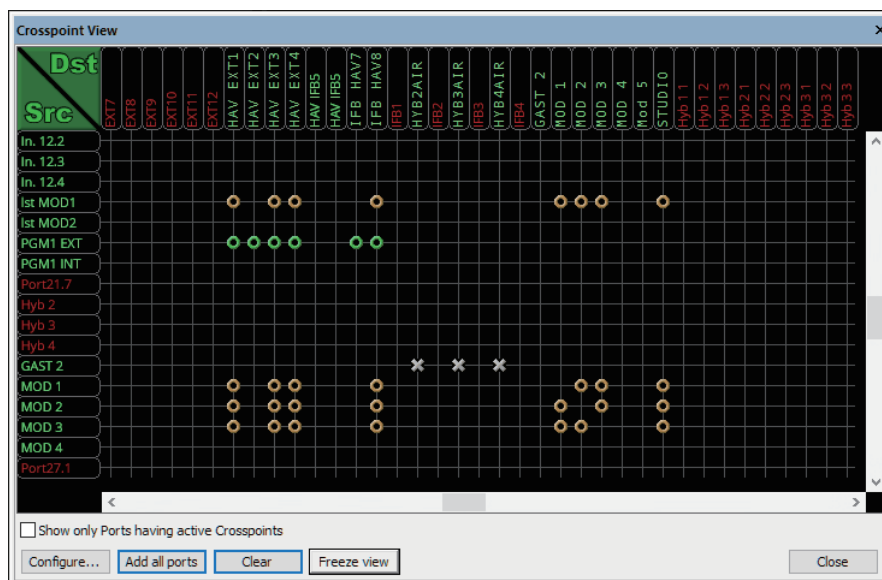 Crosspoint View
Dst
Src
EXT7
EXT8
EXT9
EXT10
EXT11
EXT12
HAV EXT1
HAV EXT2
HAV EXT3
HAV EXT4
HAV IFB5
HAV IFB5
IFB HAV7
IFB HAV8
IFB1
HYB2AIR
IFB2
HYB3AIR
IFB3
HYB4AIR
IFB4
GAST 2
MOD 1
MOD 2
MOD 3
MOD 4
Mod 5
STUDIO
Hyb 1 1
Hyb 1 2
Hyb 1 3
Hyb 2 1
Hyb 2 2
Hyb 2 3
Hyb 3 1
Hyb 3 2
Hyb 3 3
In. 12.2
In. 12.3
In. 12.4
lst MOD1
lst MOD2
PGM1 EXT
PGM1 INT
Port21.7
Hyb 2
Hyb 3
Hyb 4
GAST 2
MOD 1
MOD 2
MOD 3
MOD 4
Port27.1
Show only Ports having active Crosspoints
Configure... Add all ports Clear Freeze view Close